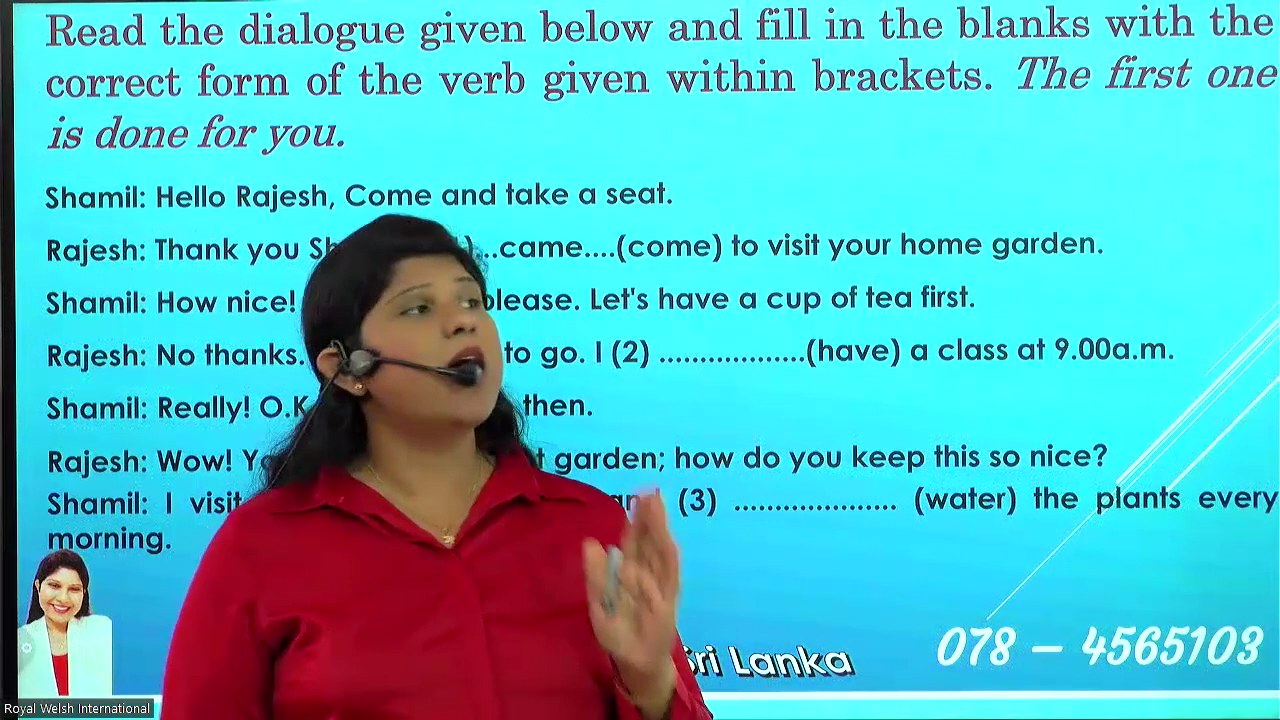 Read the dialogue given below and fill in the blanks with the
correct form of the verb given within brackets. The first one
is done for you.
Shamil: Hello Rajesh, Come and take a seat.
Rajesh: Thank you ..came....(come) to visit your home garden.
Shamil: How nice! please. Let's have a cup of tea first.
Rajesh: No thanks. to go. I (2) ..................(have) a class at 9.00a.m.
Shamil: Really! O.K then.
Rajesh: Wow! garden; how do you keep this so nice?
Shamil: I visit (3) .................... (water) the plants every
morning.
Sri Lanka
078 – 4565103
Royal Welsh International